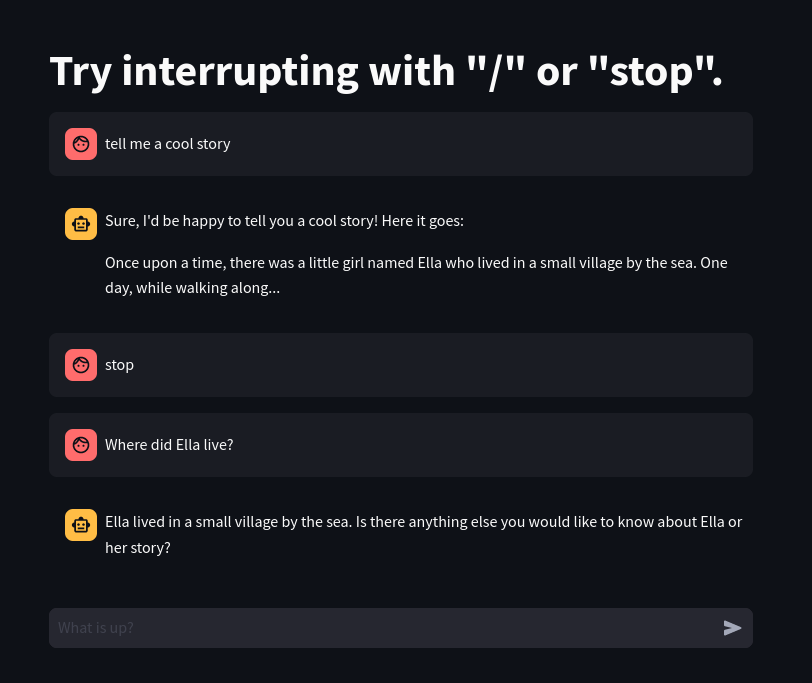 Try interrupting with "/" or "stop".
tell me a cool story
Sure, I'd be happy to tell you a cool story! Here it goes:
Once upon a time, there was a little girl named Ella who lived in a small village by the sea. One
day, while walking along...
stop
Where did Ella live?
Ella lived in a small village by the sea. Is there anything else you would like to know about Ella or
her story?
What is up?